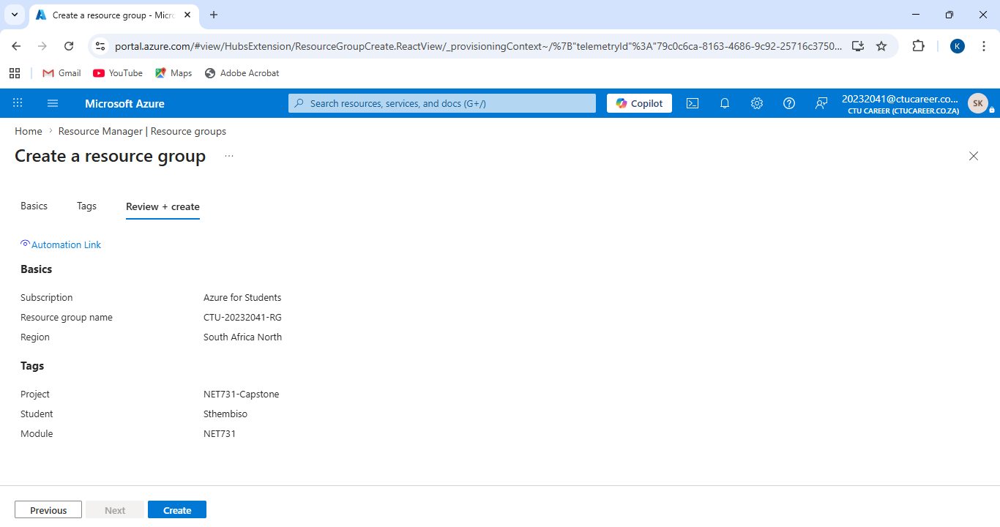 Create a resource group - Micro
portal.azure.com/#view/HubsExtension/ResourceGroupCreate.ReactView/_provisioningContext~/%7B"telemetryId"%3A"79c0c6ca-8163-4686-9c92-25716c3750...
K
Gmail
YouTube
Maps
Adobe Acrobat
Microsoft Azure
Search resources, services, and docs (G+/)
Copilot
20232041@ctucareer.co...
CTU CAREER (CTUCAREER.CO.ZA)
SK
Home > Resource Manager | Resource groups
Create a resource group ...
Basics Tags Review + create
Automation Link
Basics
Subscription Azure for Students
Resource group name CTU-20232041-RG
Region South Africa North
Tags
Project NET731-Capstone
Student Sthembiso
Module NET731
Previous Next Create